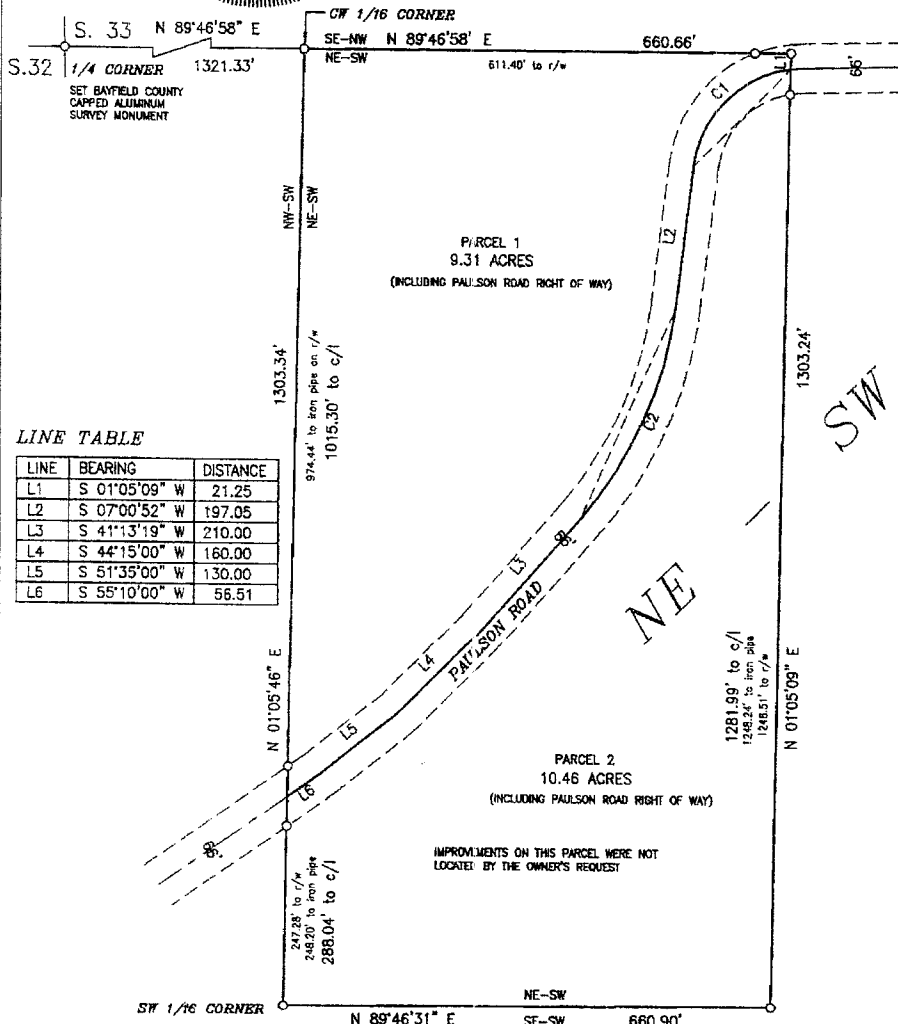 CW 1/16 CORNER
S. 33 N 89°46'58" E
SE-NW N 89°46'58' E 660.66'
S.32 1/4 CORNER 1321.33'
NE-SW
611.40' to r/w
L1
66'
SET BAYFIELD COUNTY
CAPPED ALUMINUM
SURVEY MONUMENT
C1
NW-SW
NE-SW
L2
PARCEL 1
9.31 ACRES
(INCLUDING PAULSON ROAD RIGHT OF WAY)
1303.34'
974.44' to iron pipe on r/w
1015.30' to c/l
1303.24'
SW
C2
LINE TABLE
LINE BEARING DISTANCE
L1 S 01°05'09" W 21.25
L2 S 07°00'52" W 197.05
L3 S 41°13'19" W 210.00
L4 S 44°15'00" W 160.00
L5 S 51°35'00" W 130.00
L6 S 55°10'00" W 56.51
66'
L3
PAULSON ROAD
NE
L4
N 01°05'46" E
L5
1281.99' to c/l
1248.24' to iron pipe
1248.51' to r/w
N 01°05'09" E
L6
PARCEL 2
10.46 ACRES
(INCLUDING PAULSON ROAD RIGHT OF WAY)
66'
IMPROVEMENTS ON THIS PARCEL WERE NOT
LOCATED BY THE OWNER'S REQUEST
247.28' to r/w
248.20' to iron pipe
288.04' to c/l
SW 1/16 CORNER
NE-SW
N 89°46'31" E SE-SW 660.90'